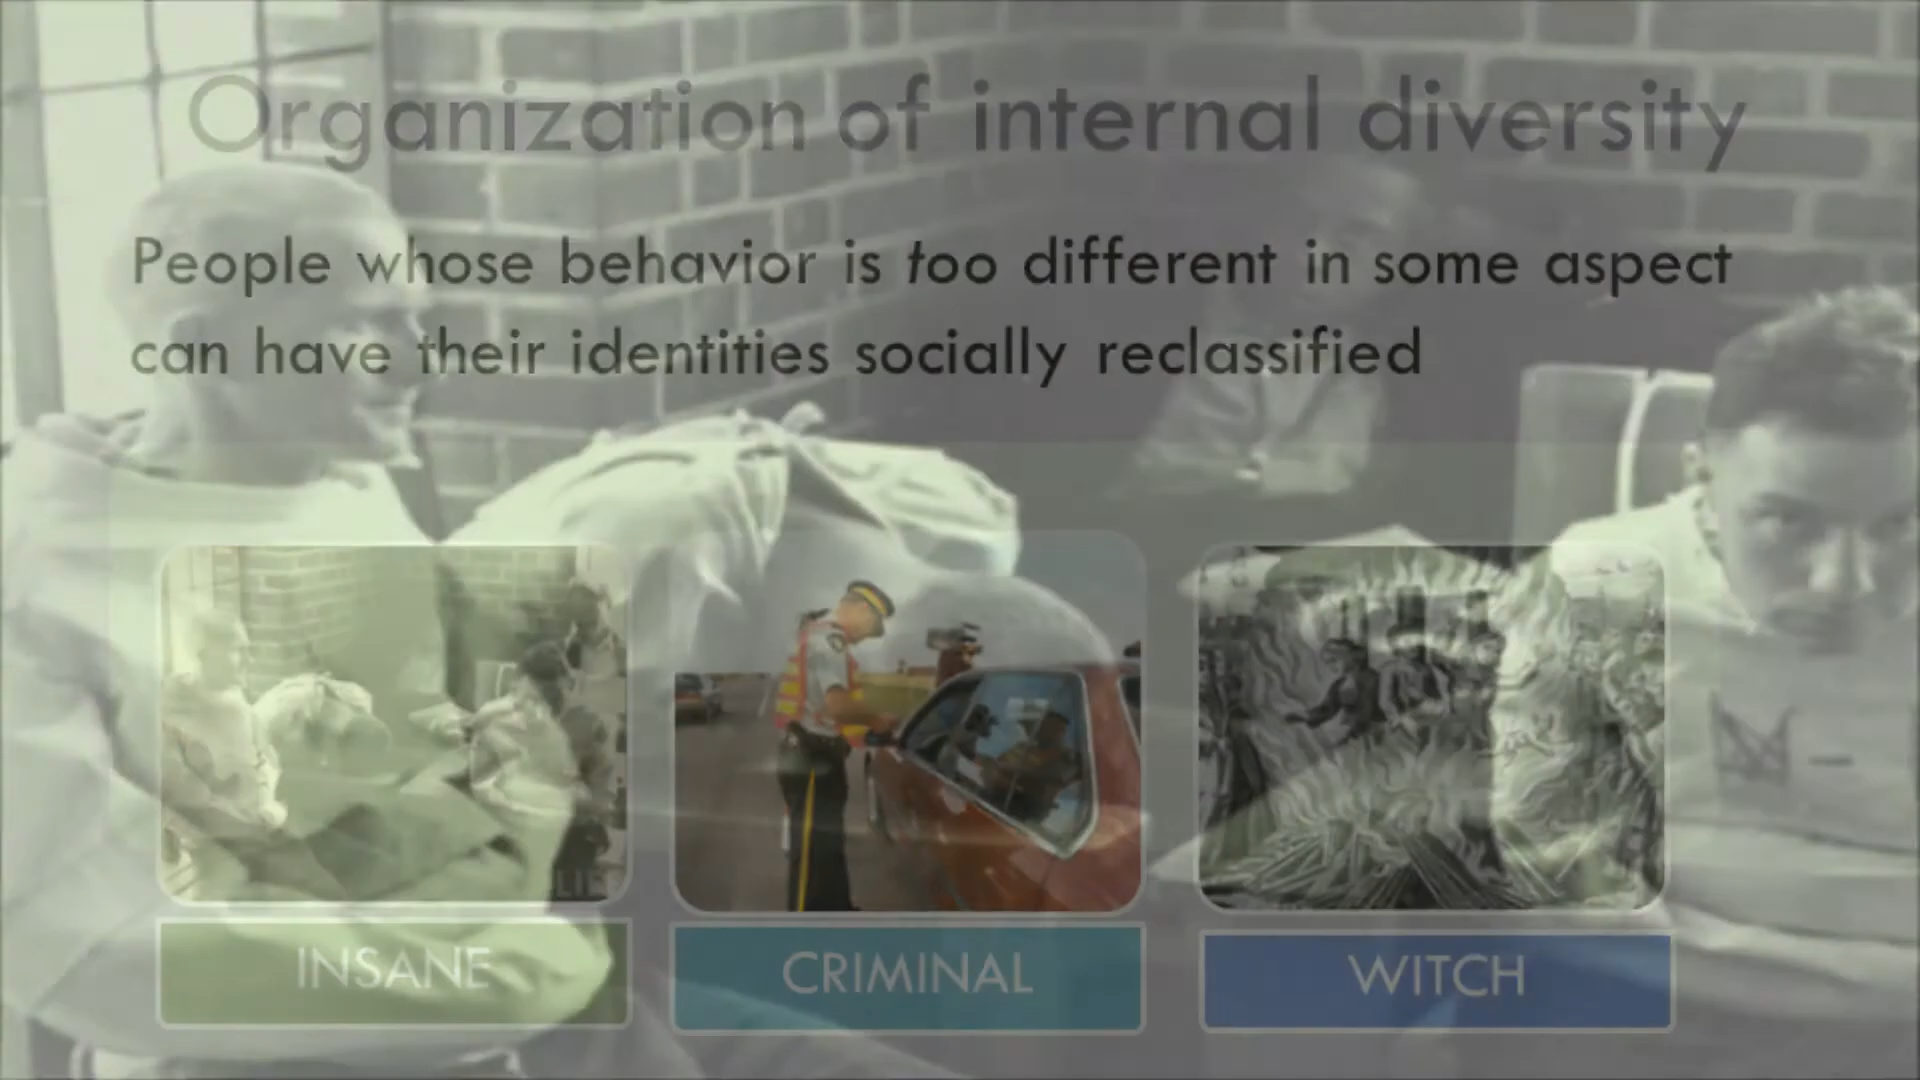 Organization of internal diversity
People whose behavior is too different in some aspect
can have their identities socially reclassified
INSANE
CRIMINAL
WITCH